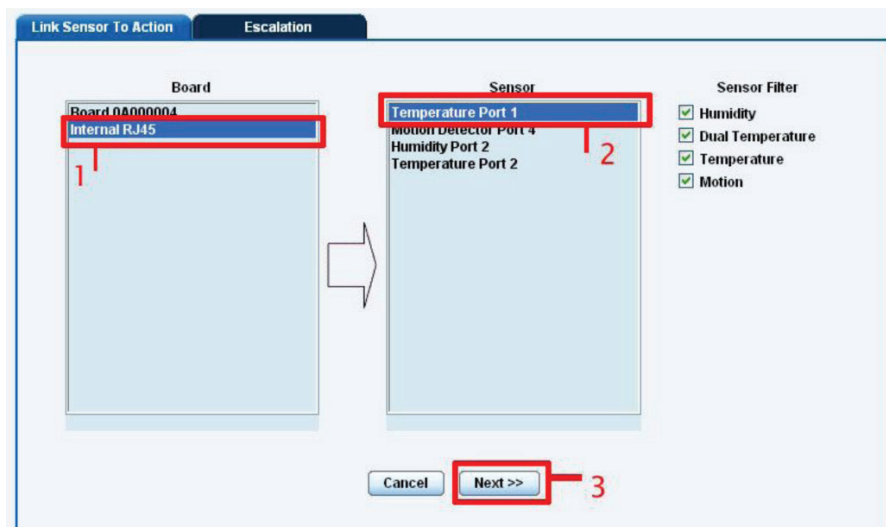 Link Sensor To Action
Escalation
Board
Board 0A000004
Internal RJ45
1
Sensor
Temperature Port 1
Motion Detector Port 4
Humidity Port 2
Temperature Port 2
2
Sensor Filter
Humidity
Dual Temperature
Temperature
Motion
Cancel
Next >>
3